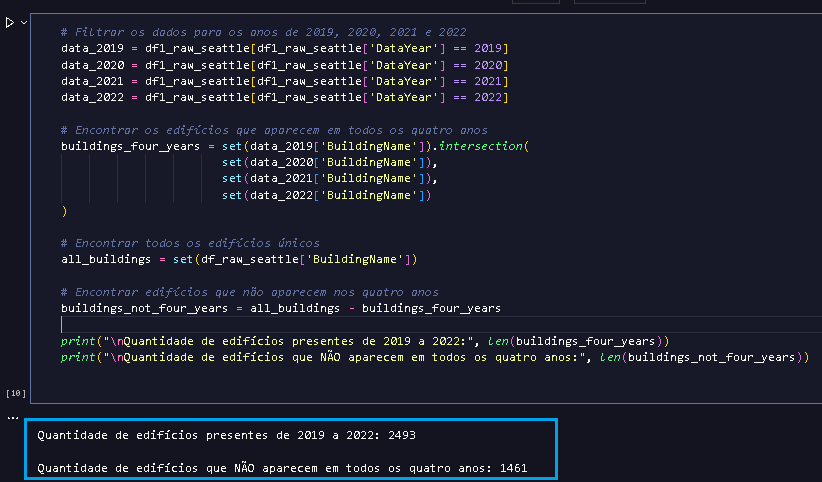 # Filtrar os dados para os anos de 2019, 2020, 2021 e 2022
data_2019 = df1_raw_seattle[df1_raw_seattle['DataYear'] == 2019]
data_2020 = df1_raw_seattle[df1_raw_seattle['DataYear'] == 2020]
data_2021 = df1_raw_seattle[df1_raw_seattle['DataYear'] == 2021]
data_2022 = df1_raw_seattle[df1_raw_seattle['DataYear'] == 2022]
# Encontrar os edifícios que aparecem em todos os quatro anos
buildings_four_years = set(data_2019['BuildingName']).intersection(
set(data_2020['BuildingName']),
set(data_2021['BuildingName']),
set(data_2022['BuildingName'])
)
# Encontrar todos os edifícios únicos
all_buildings = set(df_raw_seattle['BuildingName'])
# Encontrar edifícios que não aparecem nos quatro anos
buildings_not_four_years = all_buildings - buildings_four_years
print("\nQuantidade de edifícios presentes de 2019 a 2022:", len(buildings_four_years))
print("\nQuantidade de edifícios que NÃO aparecem em todos os quatro anos:", len(buildings_not_four_years))
[10]
...
Quantidade de edifícios presentes de 2019 a 2022: 2493
Quantidade de edifícios que NÃO aparecem em todos os quatro anos: 1461